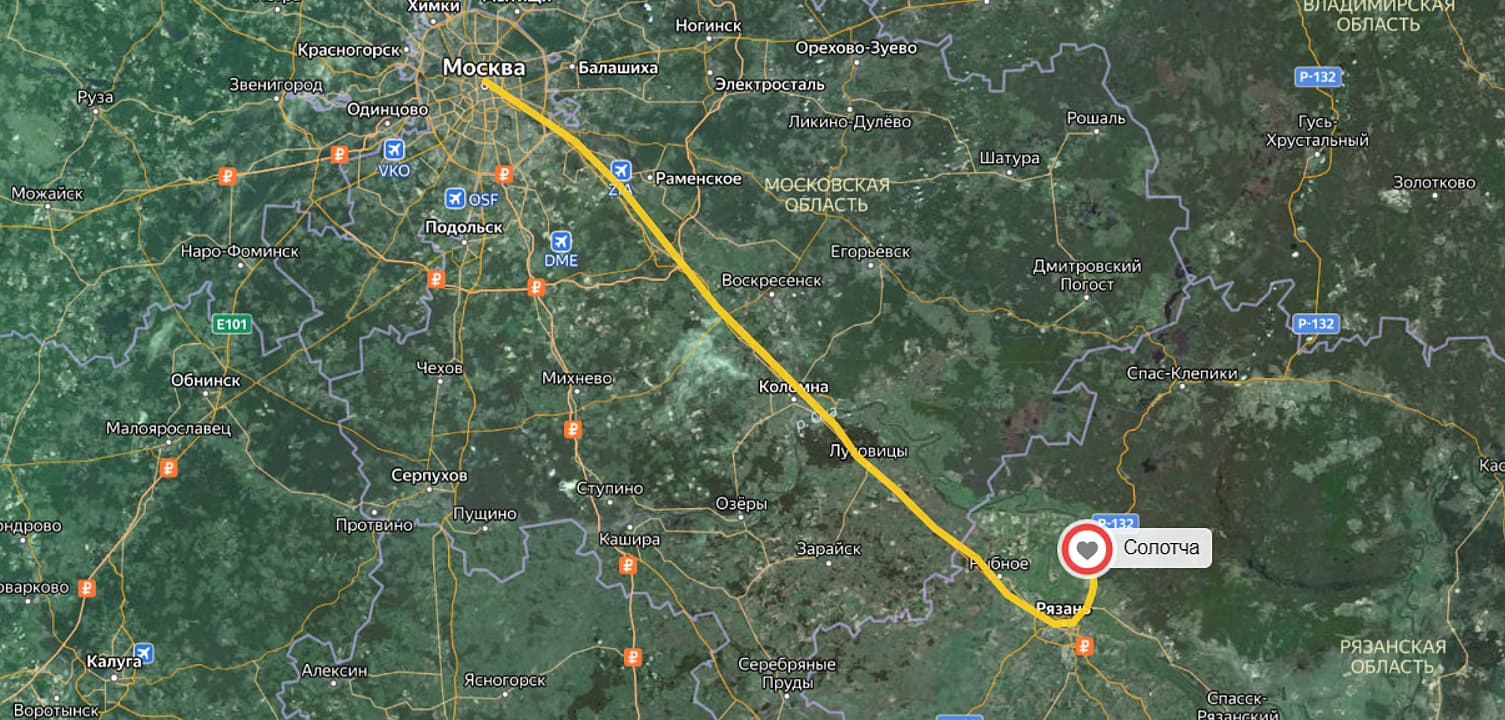 Химки
ВЛАДИМИРСКАЯ
ОБЛАСТЬ
Ногинск
Красногорск
Орехово-Зуево
Москва
Балашиха
Р-132
Звенигород
Электросталь
Руза
Одинцово
Ликино-Дулёво
Рошаль
Гусь-
Хрустальный
Шатура
VKO
Раменское
МОСКОВСКАЯ
ОБЛАСТЬ
Золотково
ZIA
Можайск
OSF
Подольск
Наро-Фоминск
DME
Егорьевск
Воскресенск
Дмитровский
Погост
E101
Р-132
Чехов
Обнинск
Михнево
Коломна
Спас-Клепики
р. Ока
Малоярославец
Луховицы
Серпухов
Ступино
Озёры
Пущино
Протвино
Р-132
Кашира
Зарайск
Солотча
Рыбное
Рязань
Калуга
Алексин
Ясногорск
Серебряные
Пруды
РЯЗАНСКАЯ
ОБЛАСТЬ
Спасск-
Рязанский
Воротынск